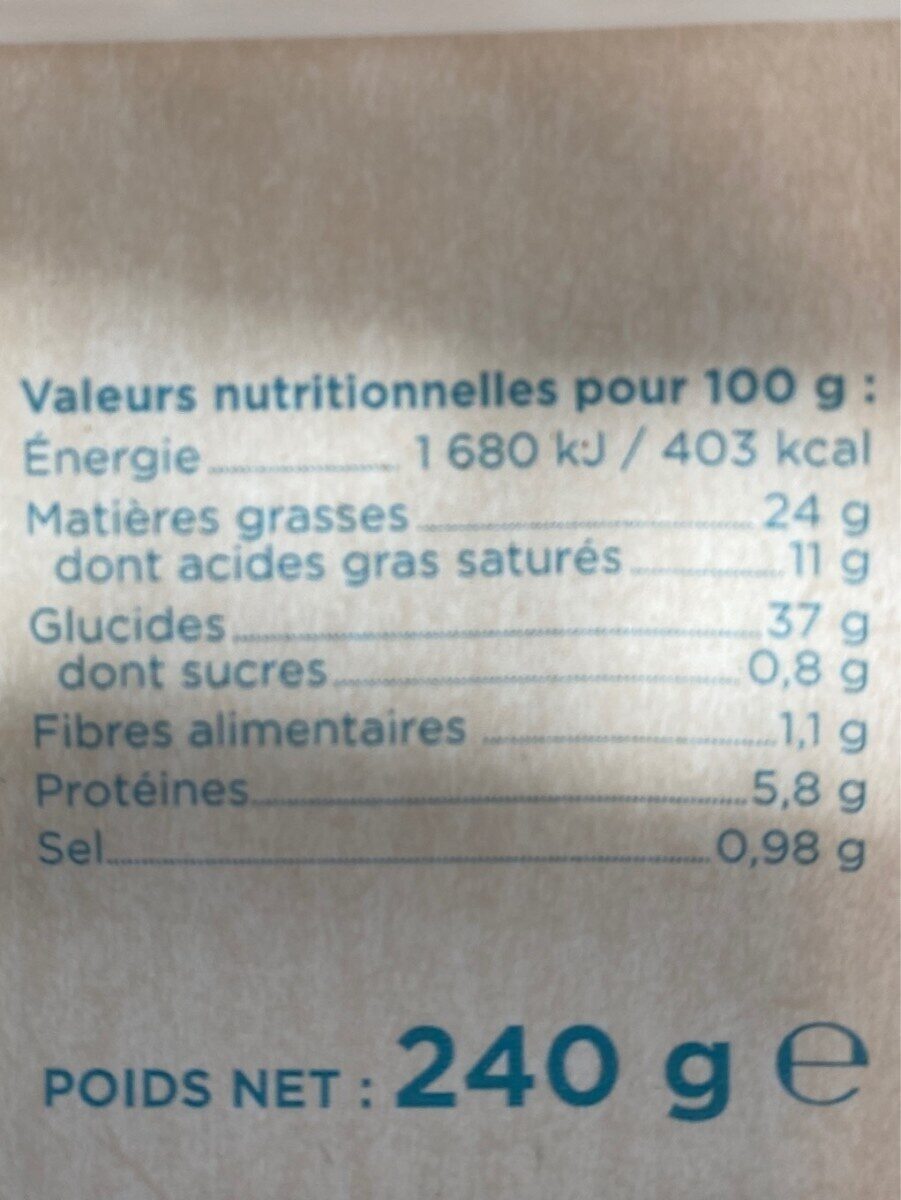 Valeurs nutritionnelles pour 100 g :
Énergie 1 680 kJ / 403 kcal
Matières grasses 24 g
dont acides gras saturés 11 g
Glucides 37 g
dont sucres 0,8 g
Fibres alimentaires 1,1 g
Protéines 5,8 g
Sel 0,98 g
POIDS NET : 240 g e